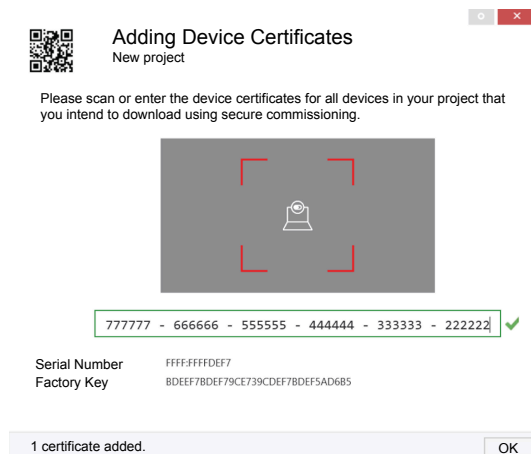 Adding Device Certificates
New project
Please scan or enter the device certificates for all devices in your project that
you intend to download using secure commissioning.
777777 - 666666 - 555555 - 444444 - 333333 - 222222
Serial Number FFFF:FFFFDEF7
Factory Key BDEEF7BDEF79CE739CDEF7BDEF5AD6B5
1 certificate added. OK